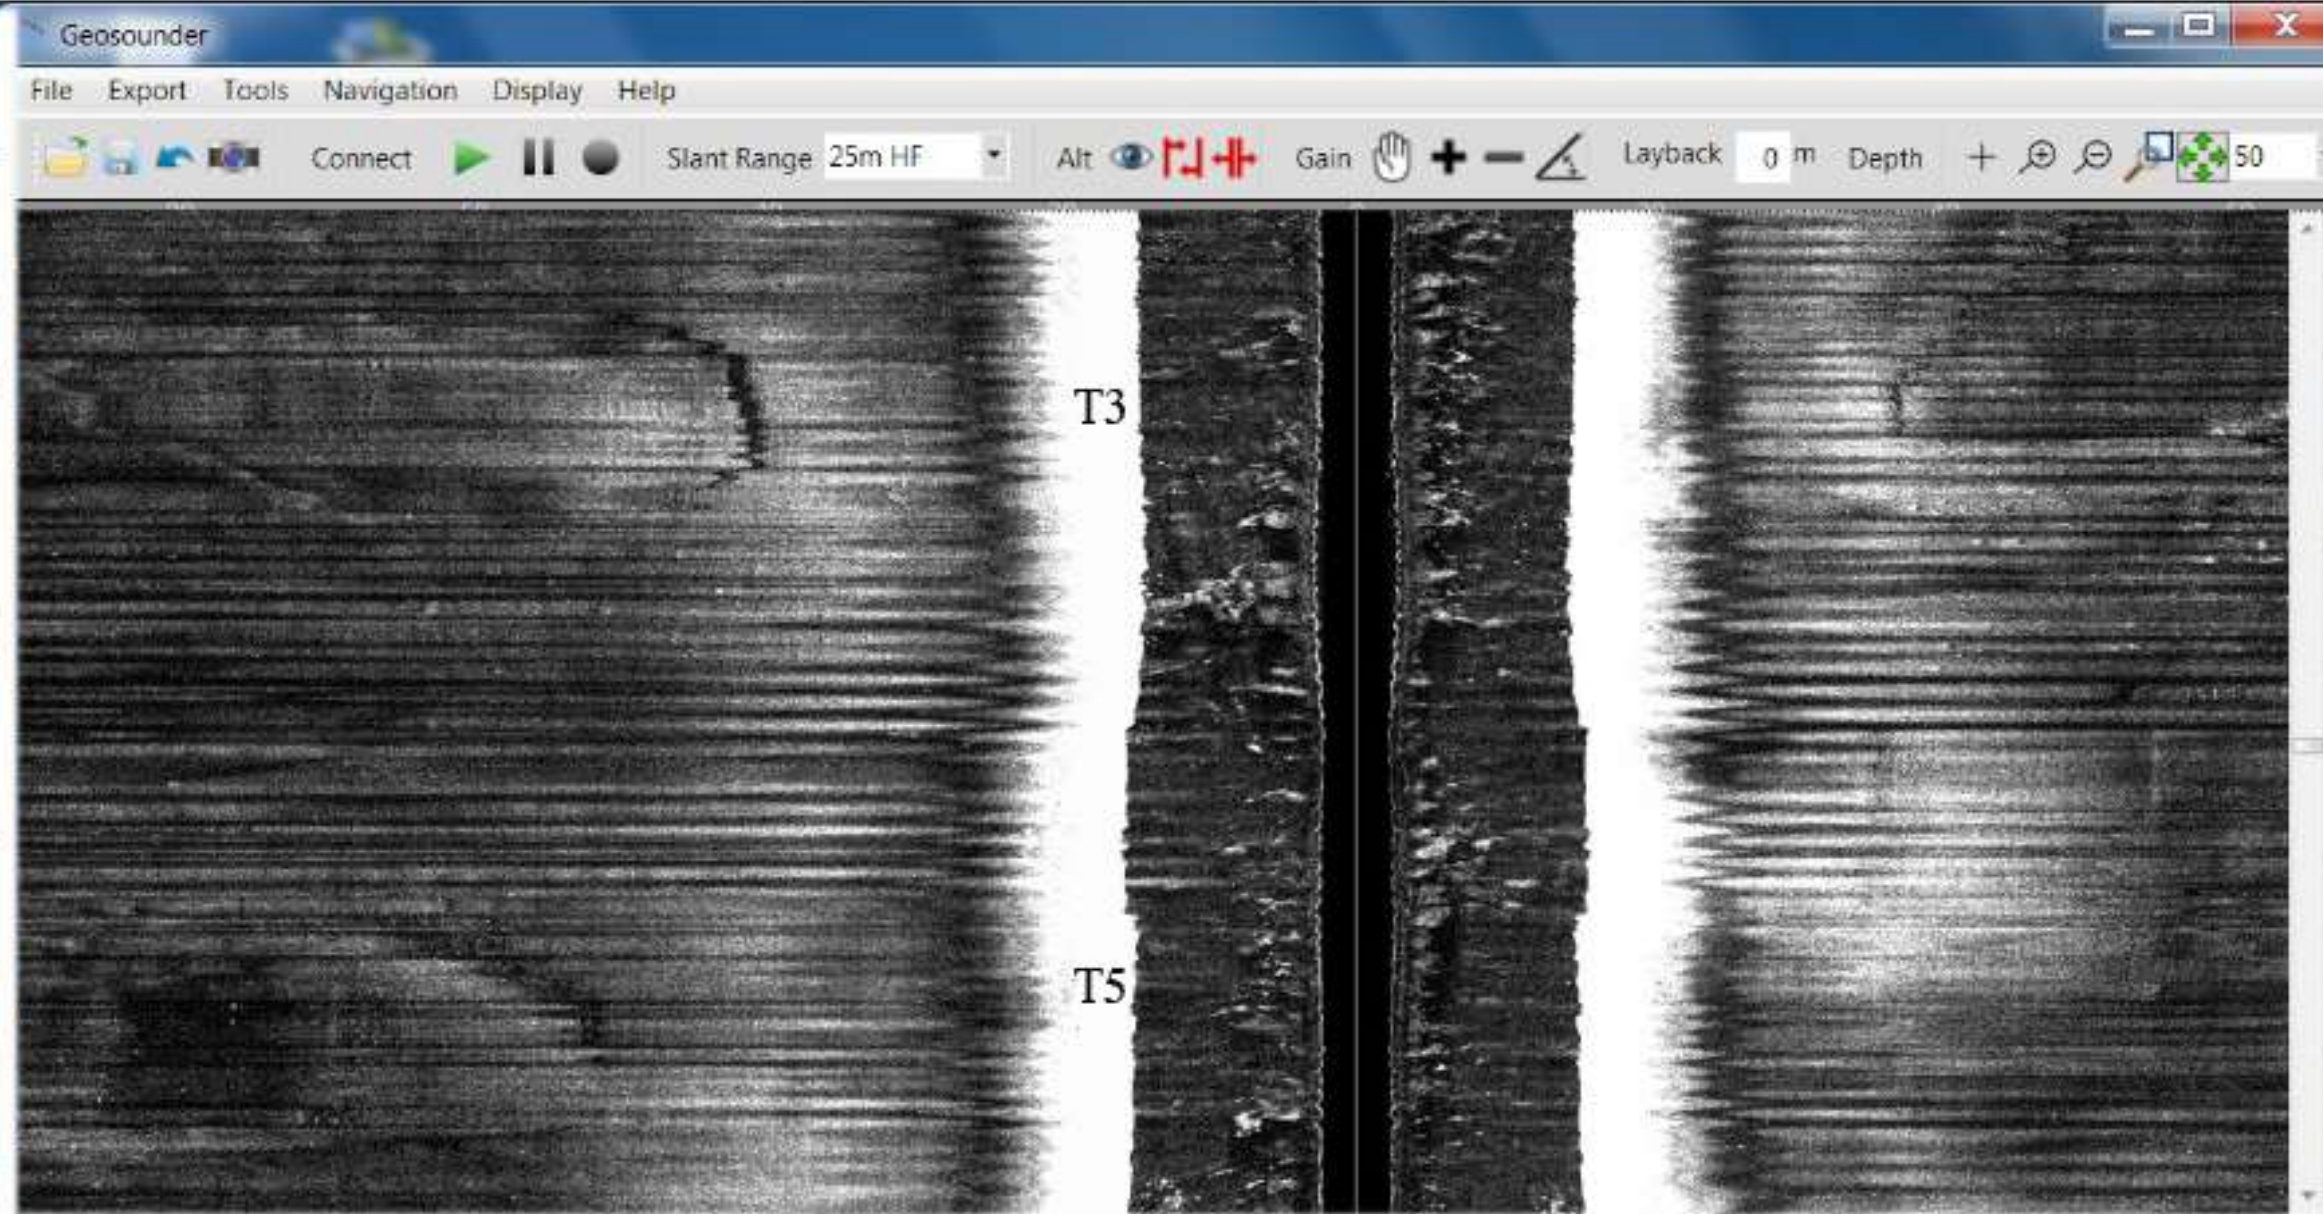 Geosounder
File Export Tools Navigation Display Help
Connect Slant Range 25m HF Alt Gain Layback 0 m Depth 50
T3
T5